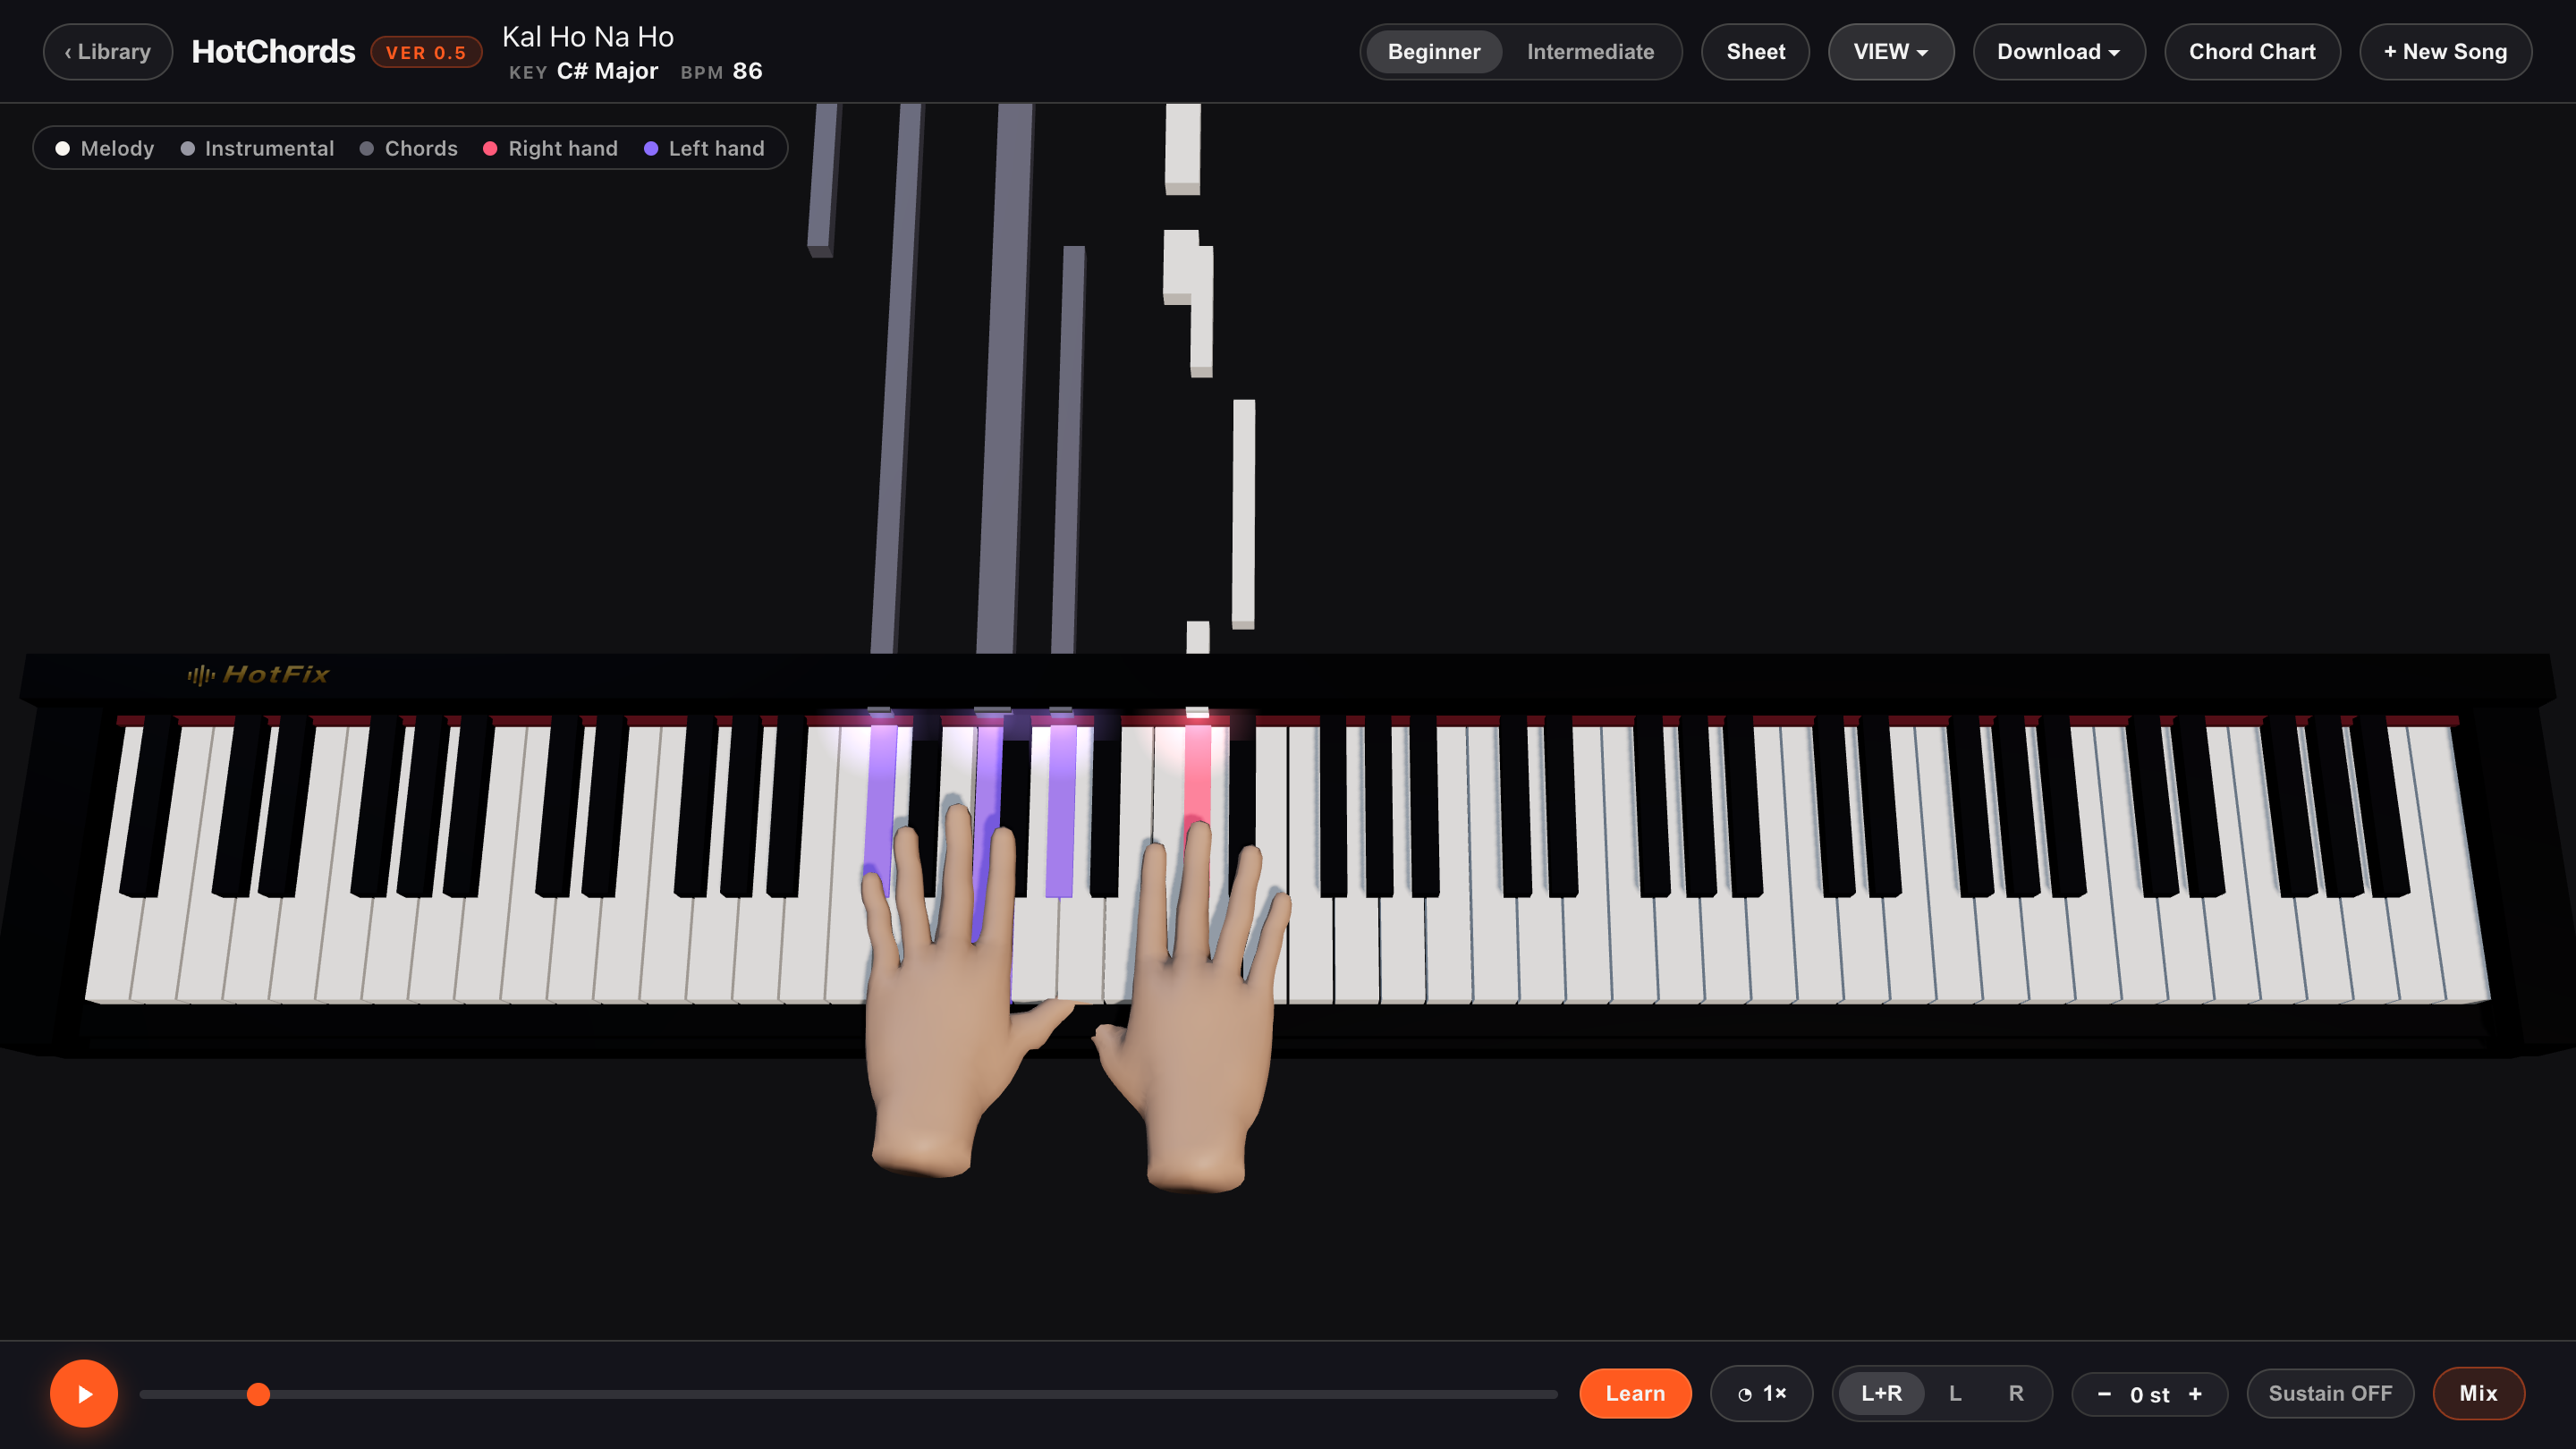 ‹ Library
HotChords
VER 0.5
Kal Ho Na Ho
KEY C# Major BPM 86
Beginner
Intermediate
Sheet
VIEW
Download
Chord Chart
+ New Song
Melody
Instrumental
Chords
Right hand
Left hand
HotFix
Learn
1×
L+R
L
R
− 0 st +
Sustain OFF
Mix